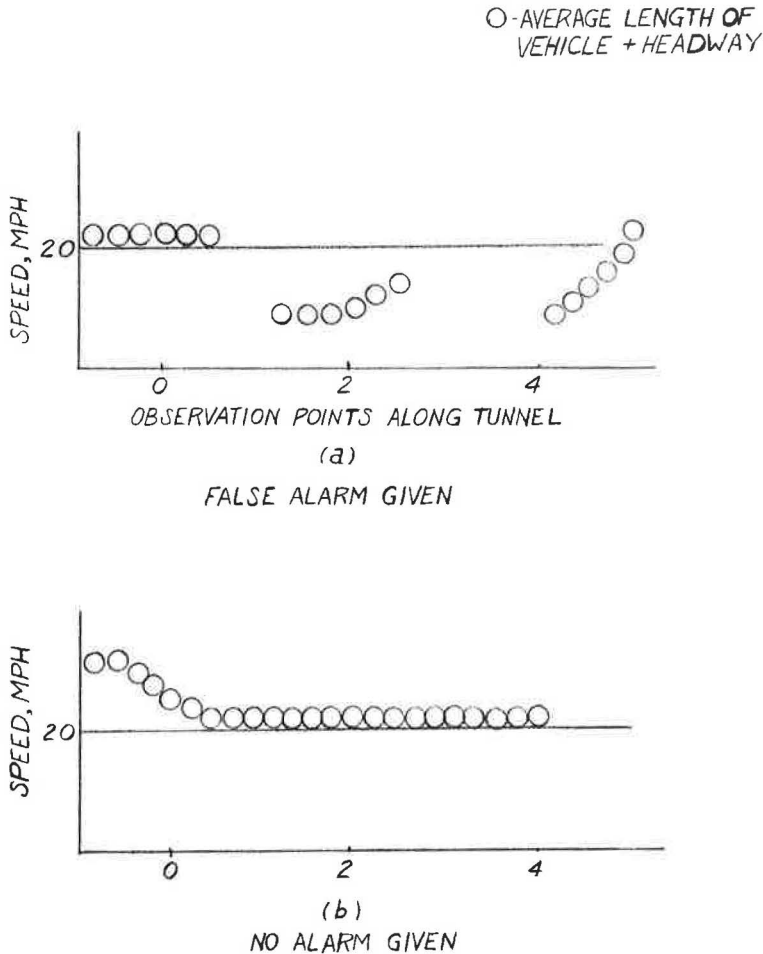 O-AVERAGE LENGTH OF
VEHICLE + HEADWAY
SPEED, MPH
20
0 2 4
OBSERVATION POINTS ALONG TUNNEL
(a)
FALSE ALARM GIVEN
SPEED, MPH
20
0 2 4
(b)
NO ALARM GIVEN